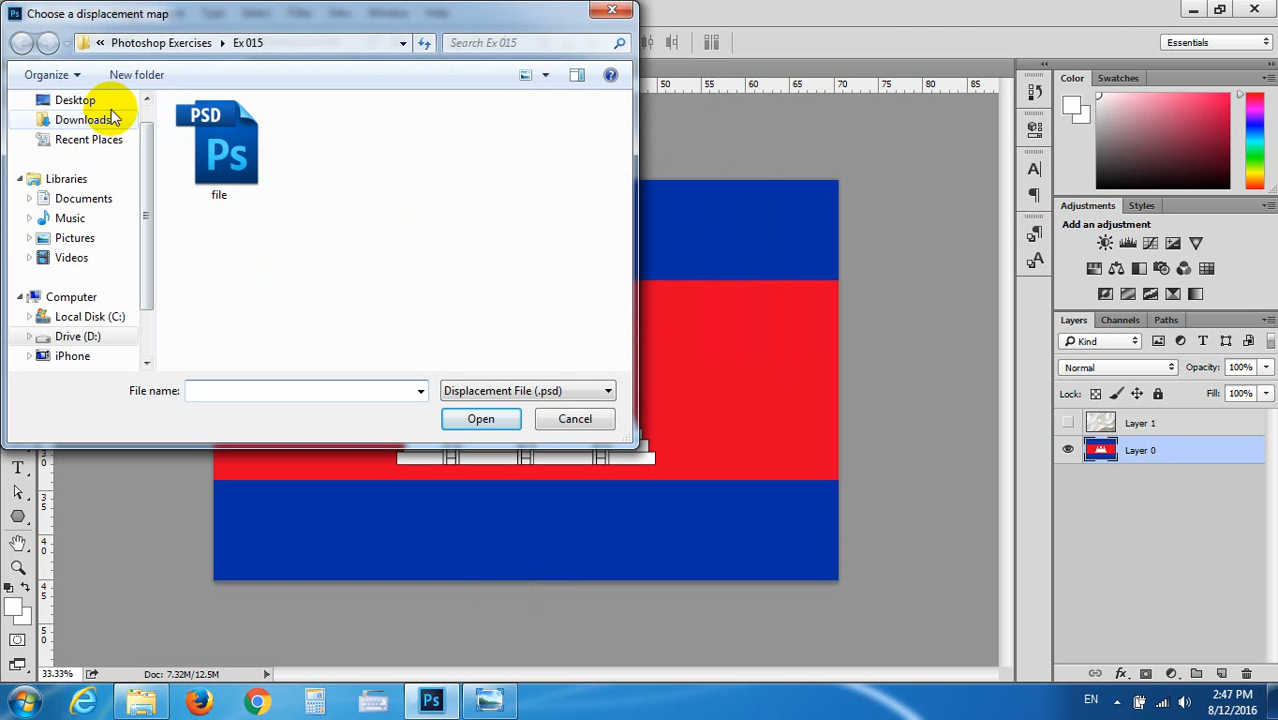 Choose a displacement map
Photoshop Exercises
Ex 015
Search Ex 015
Essentials
Organize
New folder
Desktop
Downloads
Recent Places
Libraries
Documents
Music
Pictures
Videos
Computer
Local Disk (C:)
Drive (D:)
iPhone
PSD
Ps
file
File name:
Displacement File (.psd)
Open
Cancel
50 55 60 65 70 75 80 85
Color
Swatches
Adjustments
Styles
Add an adjustment
Layers
Channels
Paths
Kind
Normal
Opacity: 100%
Lock:
Fill: 100%
Layer 1
Layer 0
33.33%
Doc: 7.32M/12.5M
EN
2:47 PM
8/12/2016